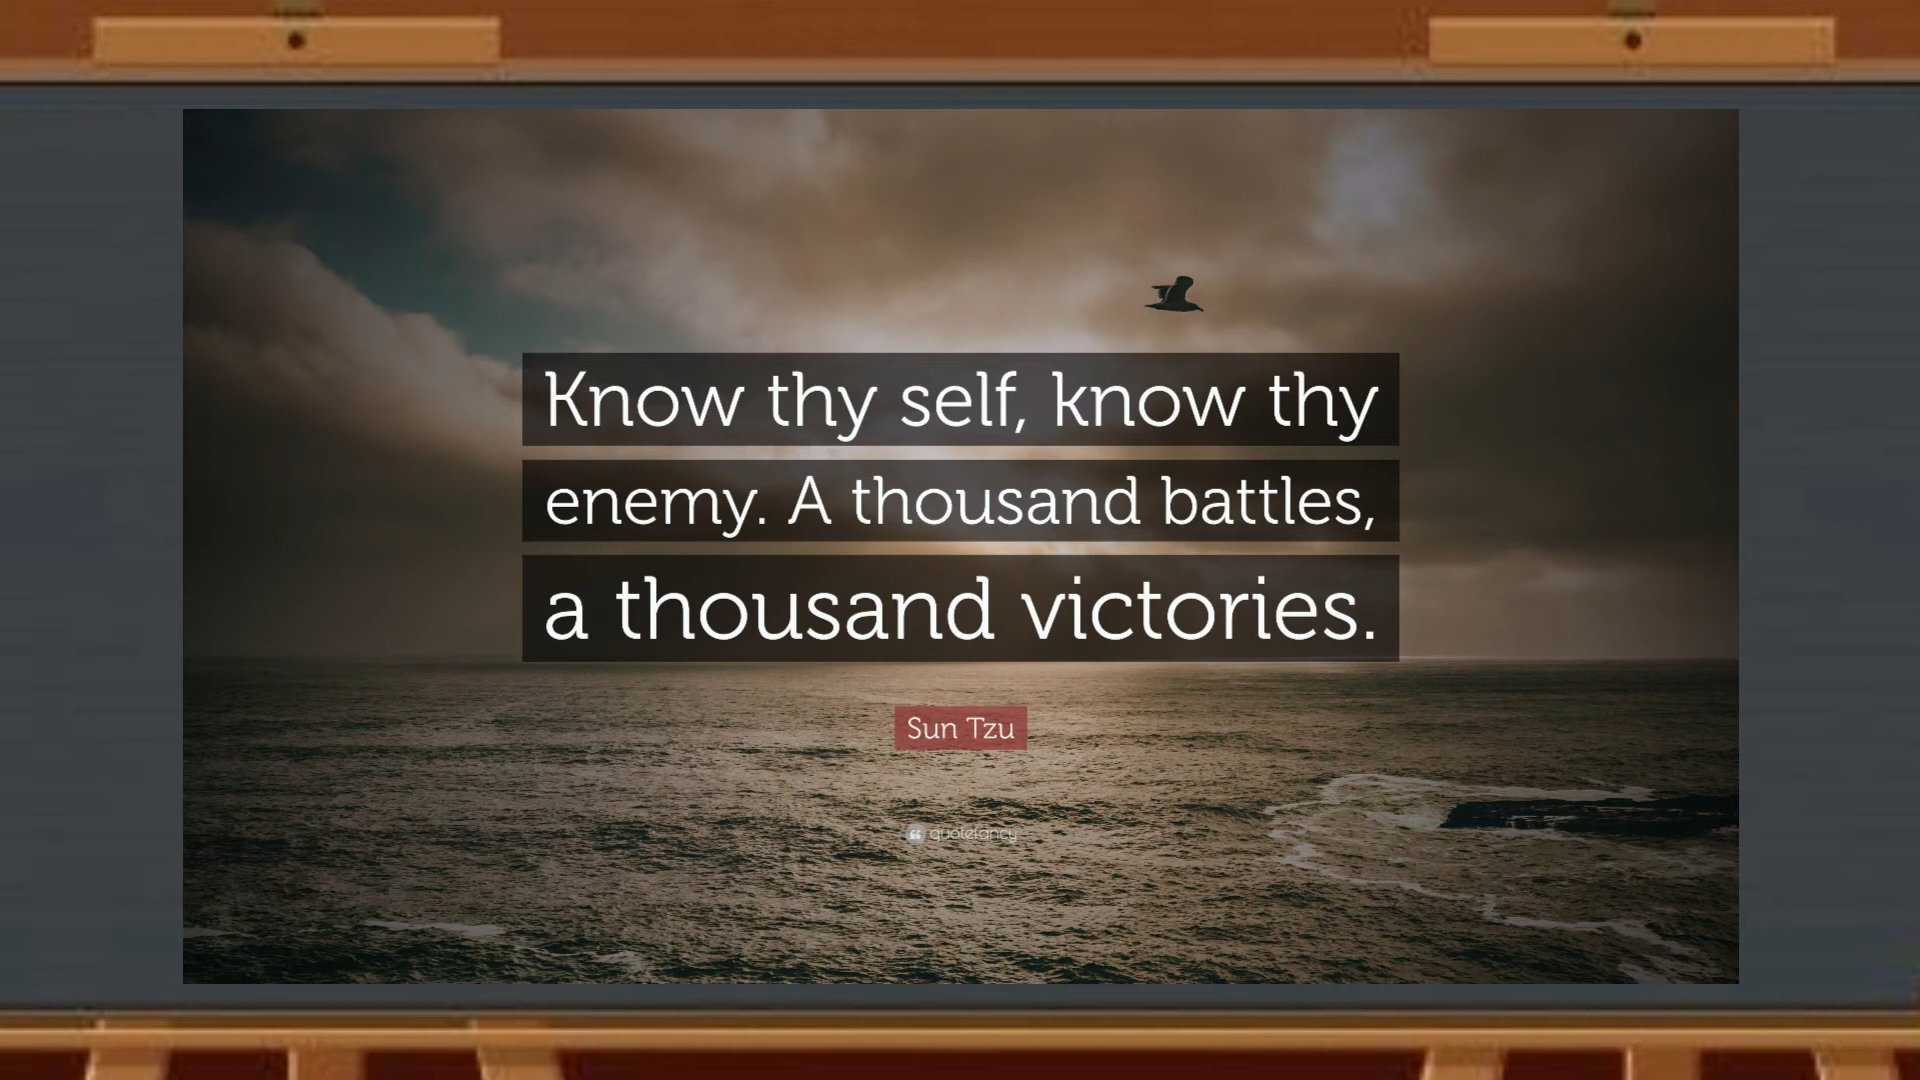 Know thy self, know thy
enemy. A thousand battles,
a thousand victories.
Sun Tzu
quotefancy